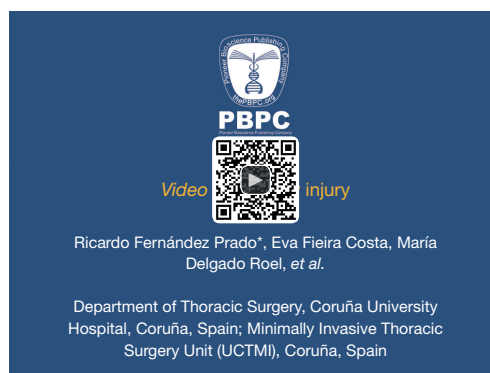 Pioneer Bioscience Publishing Company
thePBPC.org
PBPC
Pioneer Bioscience Publishing Company
Video injury
Ricardo Fernández Prado*, Eva Fieira Costa, María
Delgado Roel, et al.
Department of Thoracic Surgery, Coruña University
Hospital, Coruña, Spain; Minimally Invasive Thoracic
Surgery Unit (UCTMI), Coruña, Spain